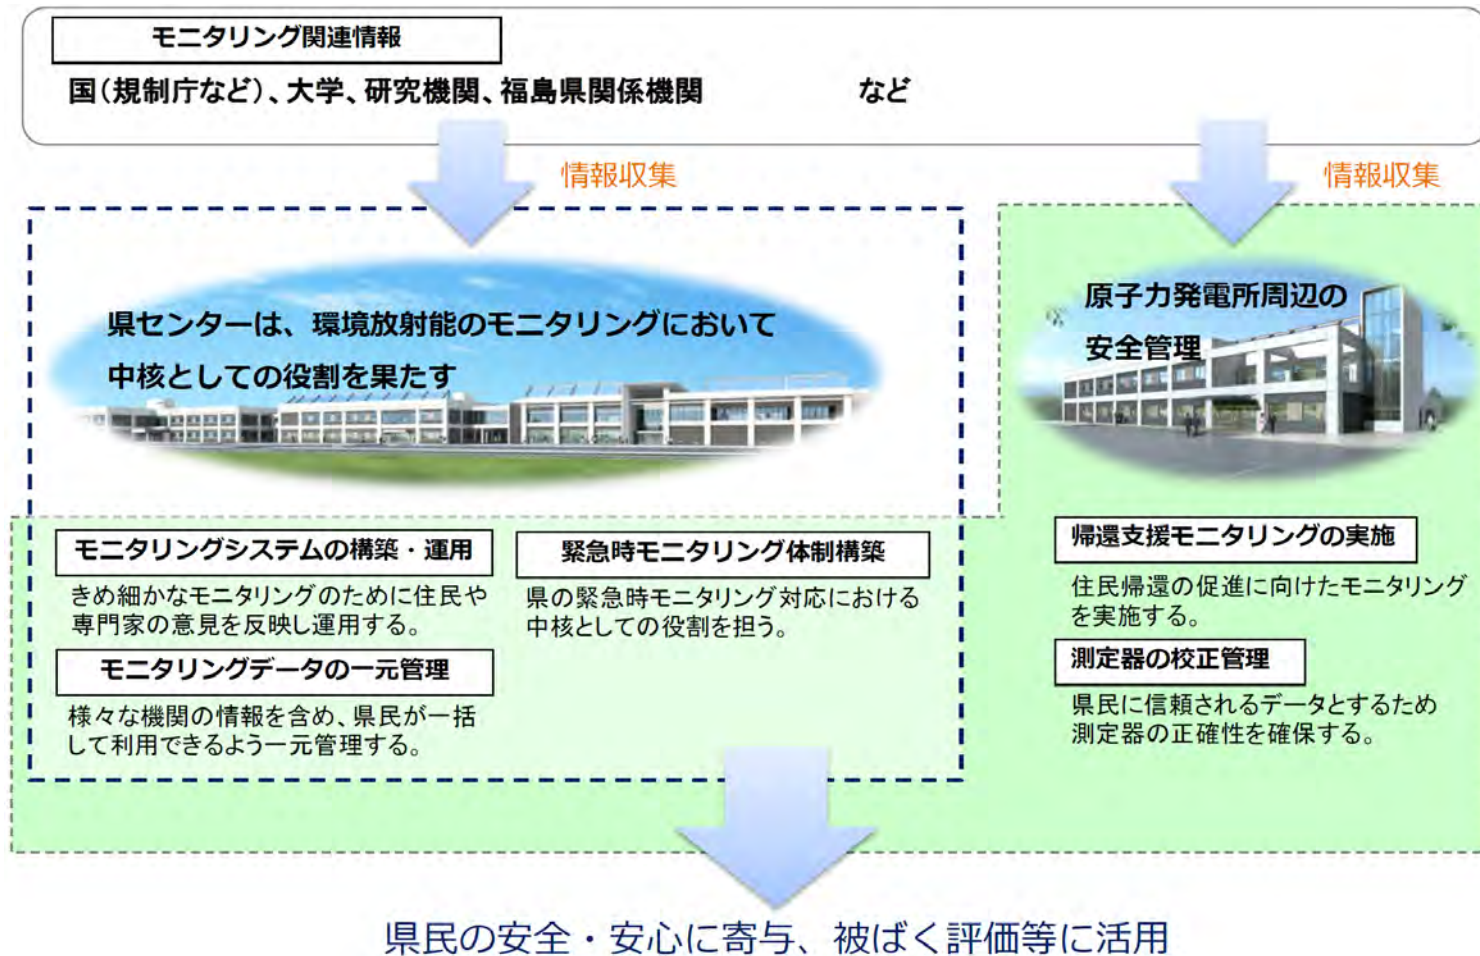 モニタリング関連情報
国(規制庁など)、大学、研究機関、福島県関係機関 など
情報収集
情報収集
県センターは、環境放射能のモニタリングにおいて
中核としての役割を果たす
原子力発電所周辺の
安全管理
モニタリングシステムの構築・運用
きめ細かなモニタリングのために住民や
専門家の意見を反映し運用する。
モニタリングデータの一元管理
様々な機関の情報を含め、県民が一括
して利用できるよう一元管理する。
緊急時モニタリング体制構築
県の緊急時モニタリング対応における
中核としての役割を担う。
帰還支援モニタリングの実施
住民帰還の促進に向けたモニタリング
を実施する。
測定器の校正管理
県民に信頼されるデータとするため
測定器の正確性を確保する。
県民の安全・安心に寄与、被ばく評価等に活用